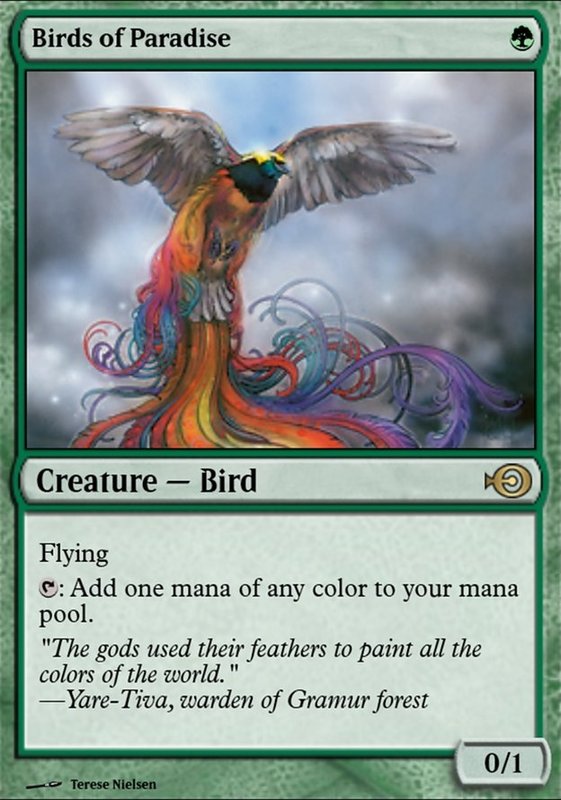 Birds of Paradise
Creature — Bird
Flying
: Add one mana of any color to your mana
pool.
"The gods used their feathers to paint all the
colors of the world."
—Yare-Tiva, warden of Gramur forest
0/1
Terese Nielsen